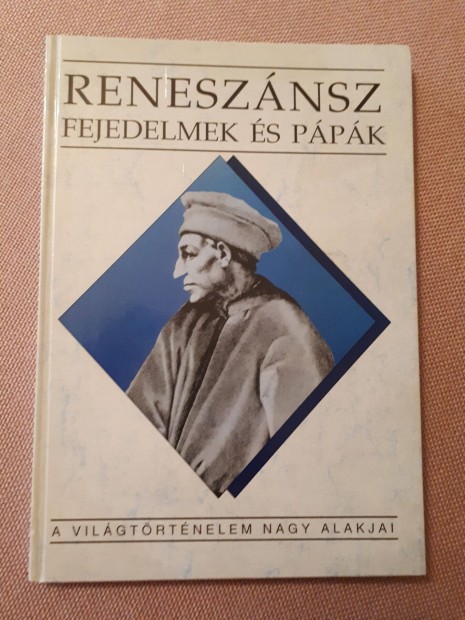 RENESZÁNSZ
FEJEDELMEK ÉS PÁPÁK
A VILÁGTÖRTÉNELEM NAGY ALAKJAI